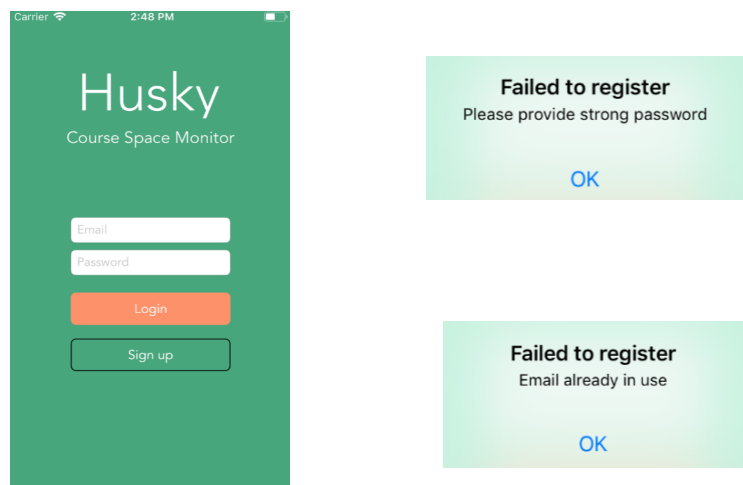 Carrier 2:48 PM
Husky
Course Space Monitor
Email
Password
Login
Sign up
Failed to register
Please provide strong password
OK
Failed to register
Email already in use
OK